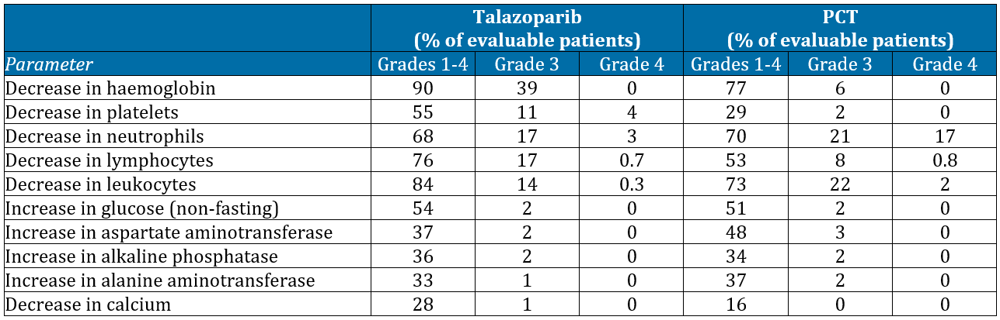 Talazoparib PCT
(% of evaluable patients) (% of evaluable patients)
Parameter Grades 1-4 Grade 3 Grade 4 Grades 1-4 Grade 3 Grade 4
Decrease in haemoglobin 90 39 0 77 6 0
Decrease in platelets 55 11 4 29 2 0
Decrease in neutrophils 68 17 3 70 21 17
Decrease in lymphocytes 76 17 0.7 53 8 0.8
Decrease in leukocytes 84 14 0.3 73 22 2
Increase in glucose (non-fasting) 54 2 0 51 2 0
Increase in aspartate aminotransferase 37 2 0 48 3 0
Increase in alkaline phosphatase 36 2 0 34 2 0
Increase in alanine aminotransferase 33 1 0 37 2 0
Decrease in calcium 28 1 0 16 0 0